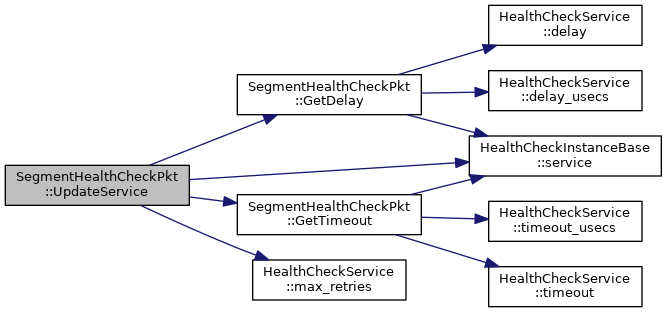 SegmentHealthCheckPkt
::UpdateService
SegmentHealthCheckPkt
::GetDelay
HealthCheckService
::delay
HealthCheckService
::delay_usecs
HealthCheckInstanceBase
::service
SegmentHealthCheckPkt
::GetTimeout
HealthCheckService
::timeout_usecs
HealthCheckService
::timeout
HealthCheckService
::max_retries